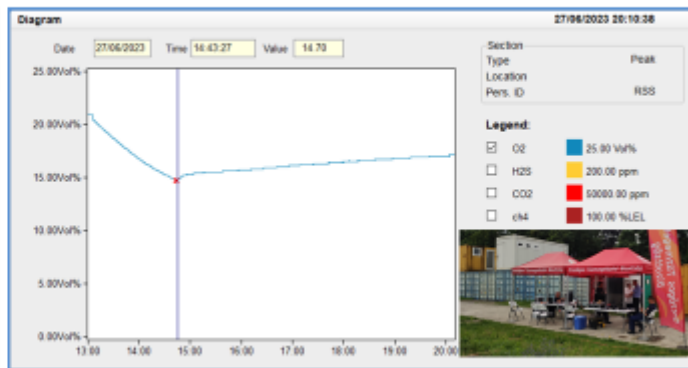 Diagram 27/06/2023 20:10:38
Date 27/06/2023 Time 14:43:27 Value 14.70
Section
Type Peak
Location
Pers. ID RSS
25.00Vol%
20.00Vol%
15.00Vol%
10.00Vol%
5.00Vol%
0.00Vol%
13:00 14:00 15:00 16:00 17:00 18:00 19:00 20:00
Legend:
O2 25.00 Vol%
H2S 200.00 ppm
CO2 50000.00 ppm
ch4 100.00 %LEL